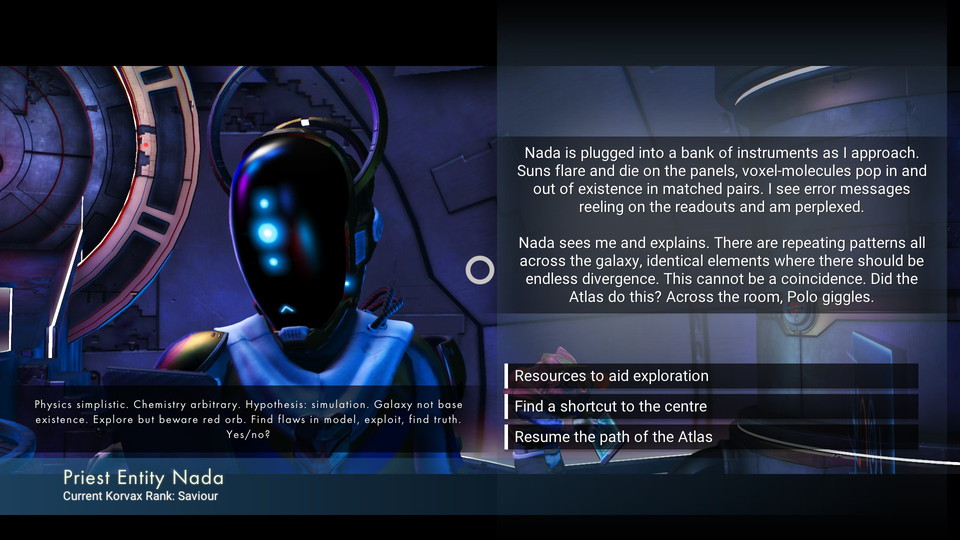 Nada is plugged into a bank of instruments as I approach.
Suns flare and die on the panels, voxel-molecules pop in and
out of existence in matched pairs. I see error messages
reeling on the readouts and am perplexed.
Nada sees me and explains. There are repeating patterns all
across the galaxy, identical elements where there should be
endless divergence. This cannot be a coincidence. Did the
Atlas do this? Across the room, Polo giggles.
Resources to aid exploration
Find a shortcut to the centre
Resume the path of the Atlas
Physics simplistic. Chemistry arbitrary. Hypothesis: simulation. Galaxy not base
existence. Explore but beware red orb. Find flaws in model, exploit, find truth.
Yes/no?
Priest Entity Nada
Current Korvax Rank: Saviour